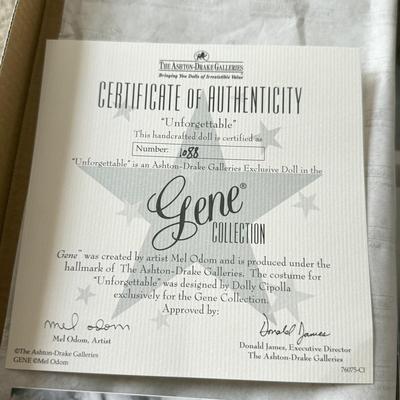 THE ASHTON-DRAKE GALLERIES
Bringing You Dolls of Irresistible Value
CERTIFICATE OF AUTHENTICITY
"Unforgettable"
This handcrafted doll is certified as
Number: 1088
"Unforgettable" is an Ashton-Drake Galleries Exclusive Doll in the
Gene®
COLLECTION
Gene™ was created by artist Mel Odom and is produced under the
hallmark of The Ashton-Drake Galleries. The costume for
"Unforgettable" was designed by Dolly Cipolla
exclusively for the Gene Collection.
Approved by:
mel odom
Mel Odom, Artist
Donald James
Donald James, Executive Director
The Ashton-Drake Galleries
©The Ashton-Drake Galleries
GENE ©Mel Odom
76075-CI